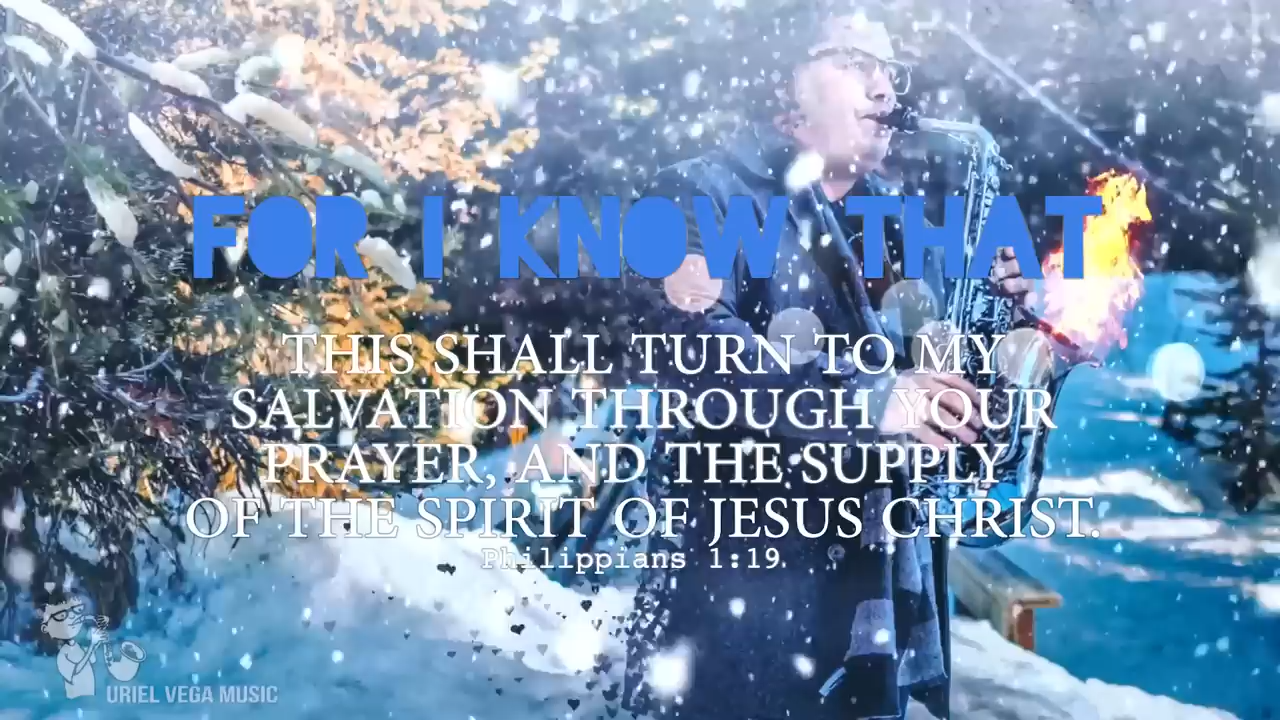 FOR I KNOW THAT
THIS SHALL TURN TO MY
SALVATION THROUGH YOUR
PRAYER, AND THE SUPPLY
OF THE SPIRIT OF JESUS CHRIST.
Philippians 1:19
URIEL VEGA MUSIC